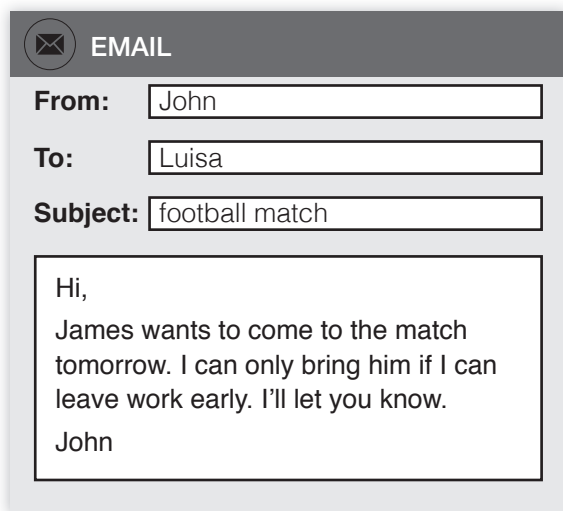 EMAIL
From: John
To: Luisa
Subject: football match
Hi,
James wants to come to the match
tomorrow. I can only bring him if I can
leave work early. I’ll let you know.
John